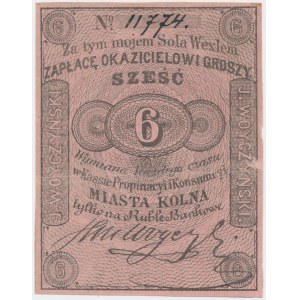 6 6
№ 11774.
Za tym mojem Sola Wexlem
ZAPŁACĘ OKAZICIELOWI GROSZY
SZEŚĆ
J. WOYCZYŃSKI
J. WOYCZYŃSKI
6
Wymiana każdego czasu
w Kassie Propinacyi i Konsumcyi
MIASTA KOLNA
tylko na Ruble Bankowe
6 6